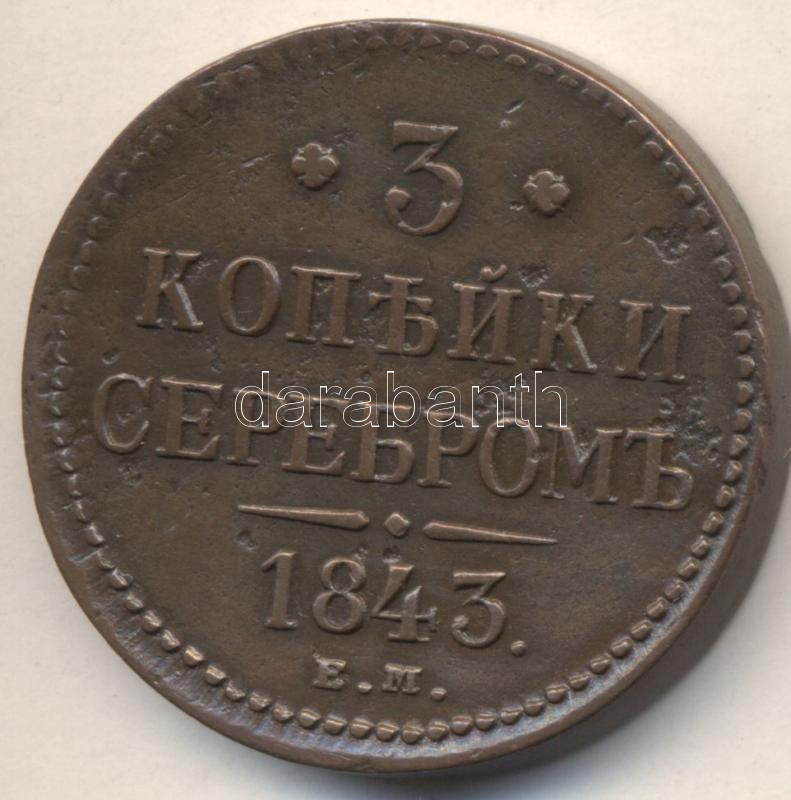 3
КОПѢЙКИ
СЕРЕБРОМЪ
1843.
Е.М.
darabanth